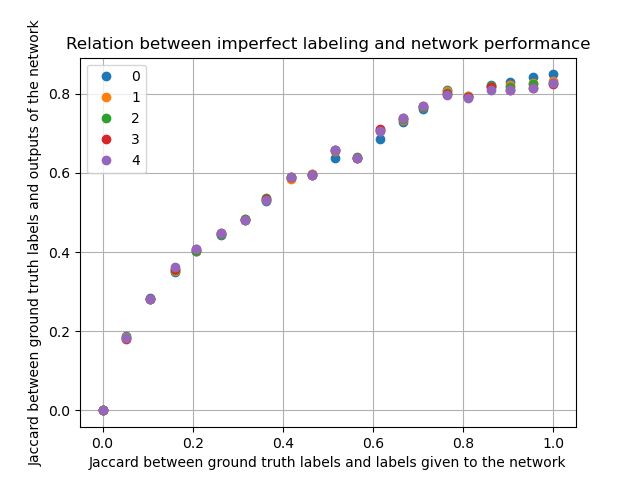 Relation between imperfect labeling and network performance
Jaccard between ground truth labels and outputs of the network
0
1
2
3
4
0.8
0.6
0.4
0.2
0.0
0.0 0.2 0.4 0.6 0.8 1.0
Jaccard between ground truth labels and labels given to the network